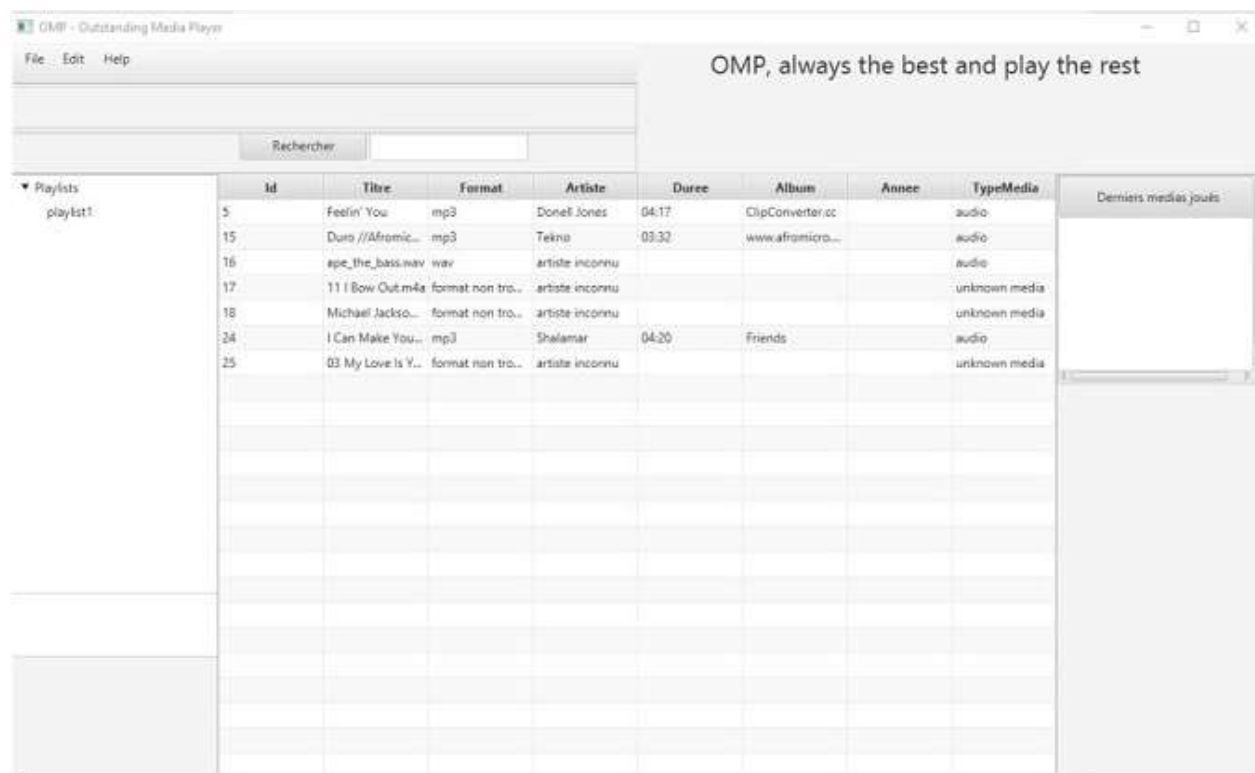 OMP - Outstanding Media Player
File Edit Help
OMP, always the best and play the rest
Rechercher
Playlists
playlist1
Id Titre Format Artiste Duree Album Annee TypeMedia
5 Feelin' You mp3 Donell Jones 04:17 ClipConverter.cc audio
15 Duro //Afromic... mp3 Tekno 03:32 www.afromicro... audio
16 ape_the_bass.wav wav artiste inconnu audio
17 11 I Bow Out.m4a format non tro... artiste inconnu unknown media
18 Michael Jackso... format non tro... artiste inconnu unknown media
24 I Can Make You... mp3 Shalamar 04:20 Friends audio
25 03 My Love Is Y... format non tro... artiste inconnu unknown media
Derniers medias joués